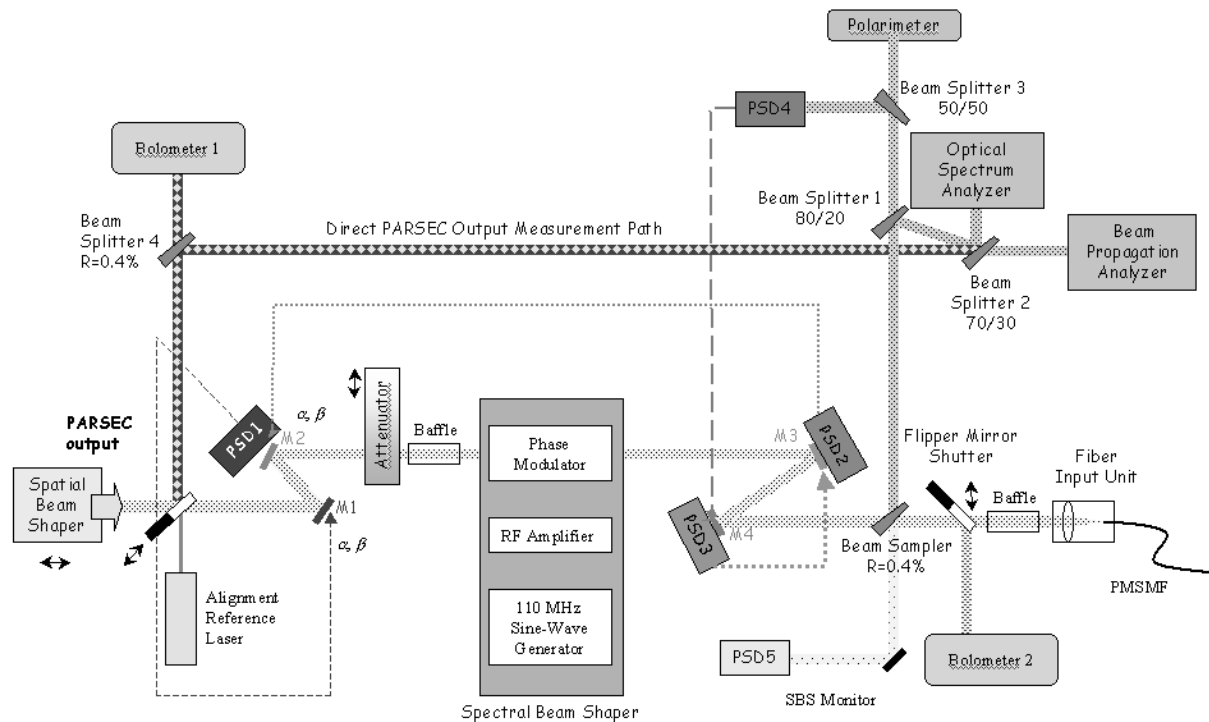 Polarimeter
Beam Splitter 3
50/50
PSD4
Bolometer 1
Optical
Spectrum
Analyzer
Beam Splitter 1
80/20
Beam
Splitter 4
R=0.4%
Direct PARSEC Output Measurement Path
Beam
Propagation
Analyzer
Beam
Splitter 2
70/30
PARSEC
output
PSD1
α, β
M2
Attenuator
Baffle
Phase
Modulator
M3
PSD2
Flipper Mirror
Shutter
Fiber
Input Unit
Baffle
Spatial
Beam
Shaper
M1
α, β
RF Amplifier
PSD3
M4
Beam Sampler
R=0.4%
PMSMF
Alignment
Reference
Laser
110 MHz
Sine-Wave
Generator
PSD5
SBS Monitor
Bolometer 2
Spectral Beam Shaper